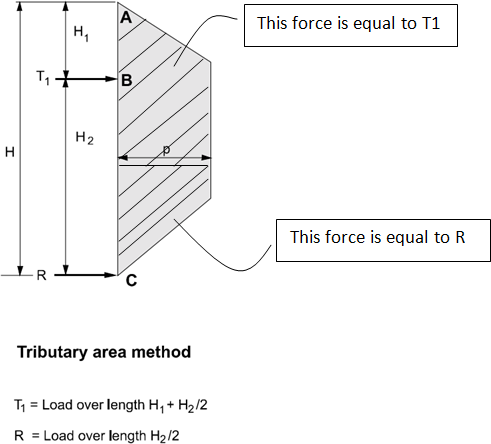 This force is equal to T1
A
H1
T1
B
H2
H
p
This force is equal to R
R
C
Tributary area method
T1 = Load over length H1 + H2/2
R = Load over length H2/2